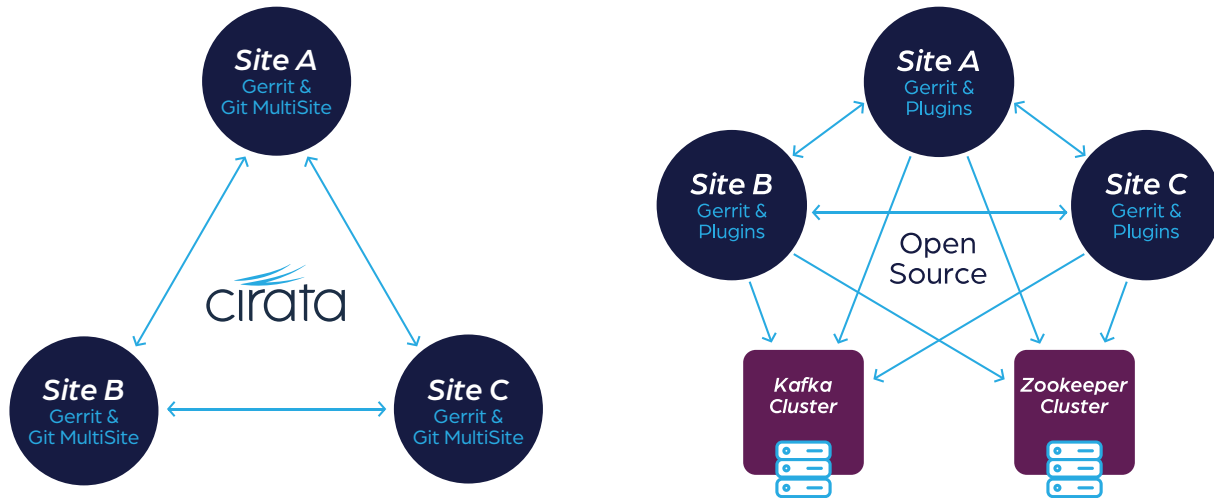 Site A
Gerrit &
Git MultiSite
cirata
Site B
Gerrit &
Git MultiSite
Site C
Gerrit &
Git MultiSite
Site A
Gerrit &
Plugins
Site B
Gerrit &
Plugins
Site C
Gerrit &
Plugins
Open
Source
Kafka
Cluster
Zookeeper
Cluster